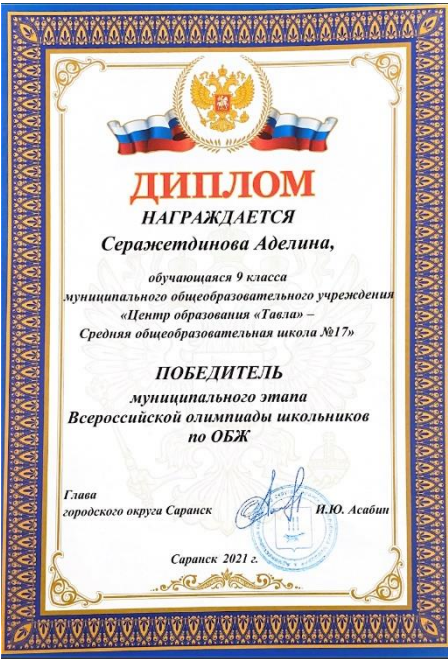 ДИПЛОМ
НАГРАЖДАЕТСЯ
Серажетдинова Аделина,
обучающаяся 9 класса
муниципального общеобразовательного учреждения
«Центр образования «Тавла» –
Средняя общеобразовательная школа №17»
ПОБЕДИТЕЛЬ
муниципального этапа
Всероссийской олимпиады школьников
по ОБЖ
Глава
городского округа Саранск И.Ю. Асабин
Саранск 2021 г.